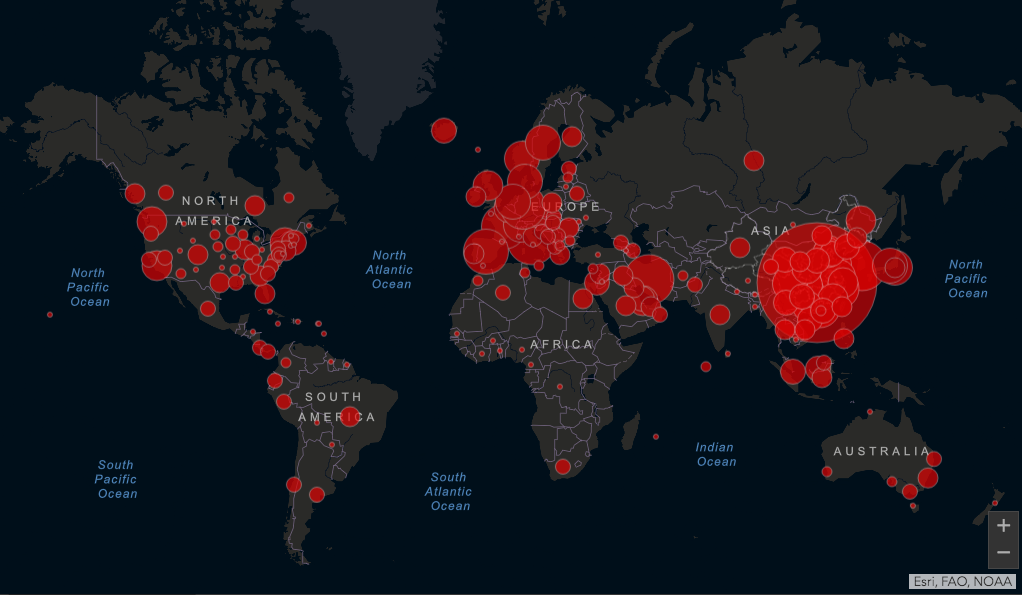 NORTH
AMERICA
EUROPE
ASIA
North
Pacific
Ocean
North
Atlantic
Ocean
North
Pacific
Ocean
AFRICA
SOUTH
AMERICA
AUSTRALIA
Indian
Ocean
South
Pacific
Ocean
South
Atlantic
Ocean
+
−
Esri, FAO, NOAA